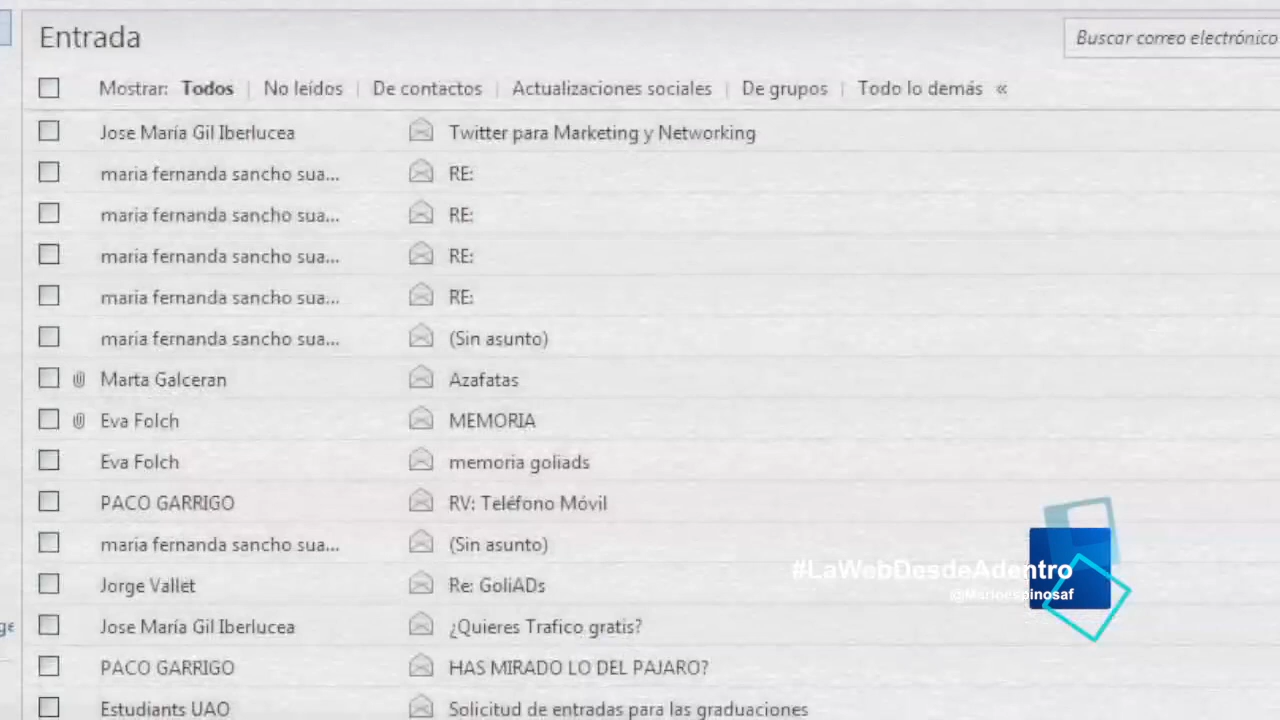 Entrada
Buscar correo electrónico
Mostrar: Todos | No leídos | De contactos | Actualizaciones sociales | De grupos | Todo lo demás «
Jose María Gil Iberlucea Twitter para Marketing y Networking
maria fernanda sancho sua... RE:
maria fernanda sancho sua... RE:
maria fernanda sancho sua... RE:
maria fernanda sancho sua... RE:
maria fernanda sancho sua... (Sin asunto)
Marta Galceran Azafatas
Eva Folch MEMORIA
Eva Folch memoria goliads
PACO GARRIGO RV: Teléfono Móvil
maria fernanda sancho sua... (Sin asunto)
Jorge Vallet Re: GoliADs
Jose María Gil Iberlucea ¿Quieres Trafico gratis?
PACO GARRIGO HAS MIRADO LO DEL PAJARO?
Estudiants UAO Solicitud de entradas para las graduaciones
#LaWebDesdeAdentro
@Marioespinosaf